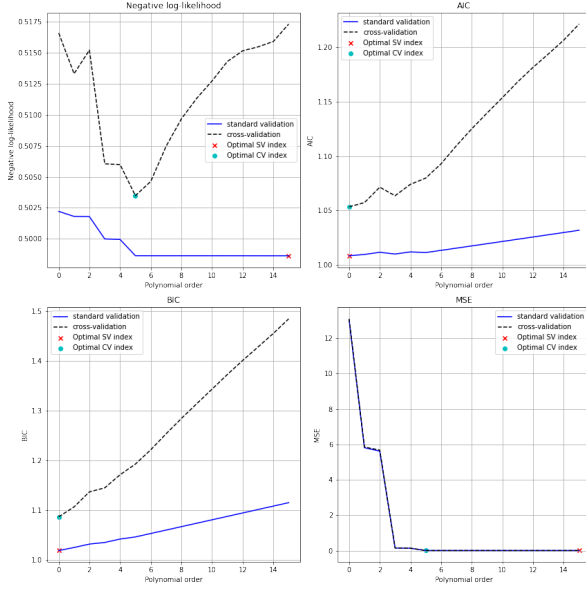 Negative log-likelihood
0.5175
0.5150
0.5125
0.5100
0.5075
0.5050
0.5025
0.5000
Negative log-likelihood
standard validation
cross-validation
Optimal SV index
Optimal CV index
0 2 4 6 8 10 12 14
Polynomial order
AIC
1.20
1.15
1.10
1.05
1.00
AIC
standard validation
cross-validation
Optimal SV index
Optimal CV index
0 2 4 6 8 10 12 14
Polynomial order
BIC
1.5
1.4
1.3
1.2
1.1
1.0
BIC
standard validation
cross-validation
Optimal SV index
Optimal CV index
0 2 4 6 8 10 12 14
Polynomial order
MSE
12
10
8
6
4
2
0
MSE
standard validation
cross-validation
Optimal SV index
Optimal CV index
0 2 4 6 8 10 12 14
Polynomial order